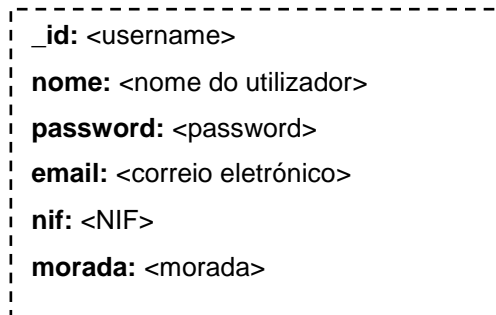 _id: <username>
nome: <nome do utilizador>
password: <password>
email: <correio eletrónico>
nif: <NIF>
morada: <morada>